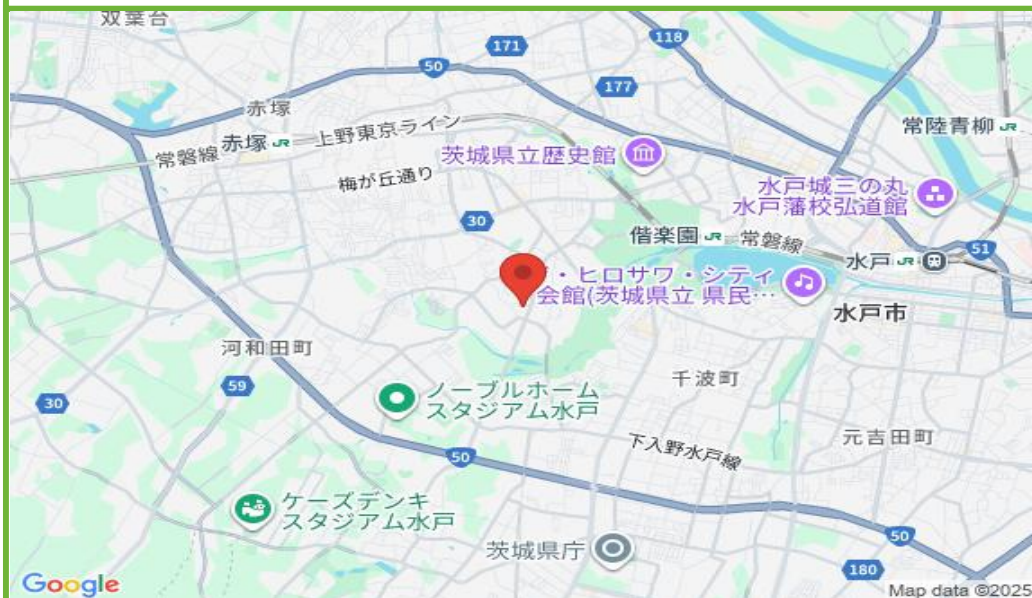 双葉台
171
118
50
177
赤塚
常磐線
赤塚 JR
上野東京ライン
常陸青柳 JR
茨城県立歴史館
梅が丘通り
水戸城三の丸
水戸藩校弘道館
30
偕楽園 JR
常磐線
51
水戸 JR
・ヒロサワ・シティ
会館(茨城県立 県民…
水戸市
河和田町
千波町
59
30
ノーブルホーム
スタジアム水戸
元吉田町
下入野水戸線
50
ケーズデンキ
スタジアム水戸
茨城県庁
50
180
Google
Map data ©2025